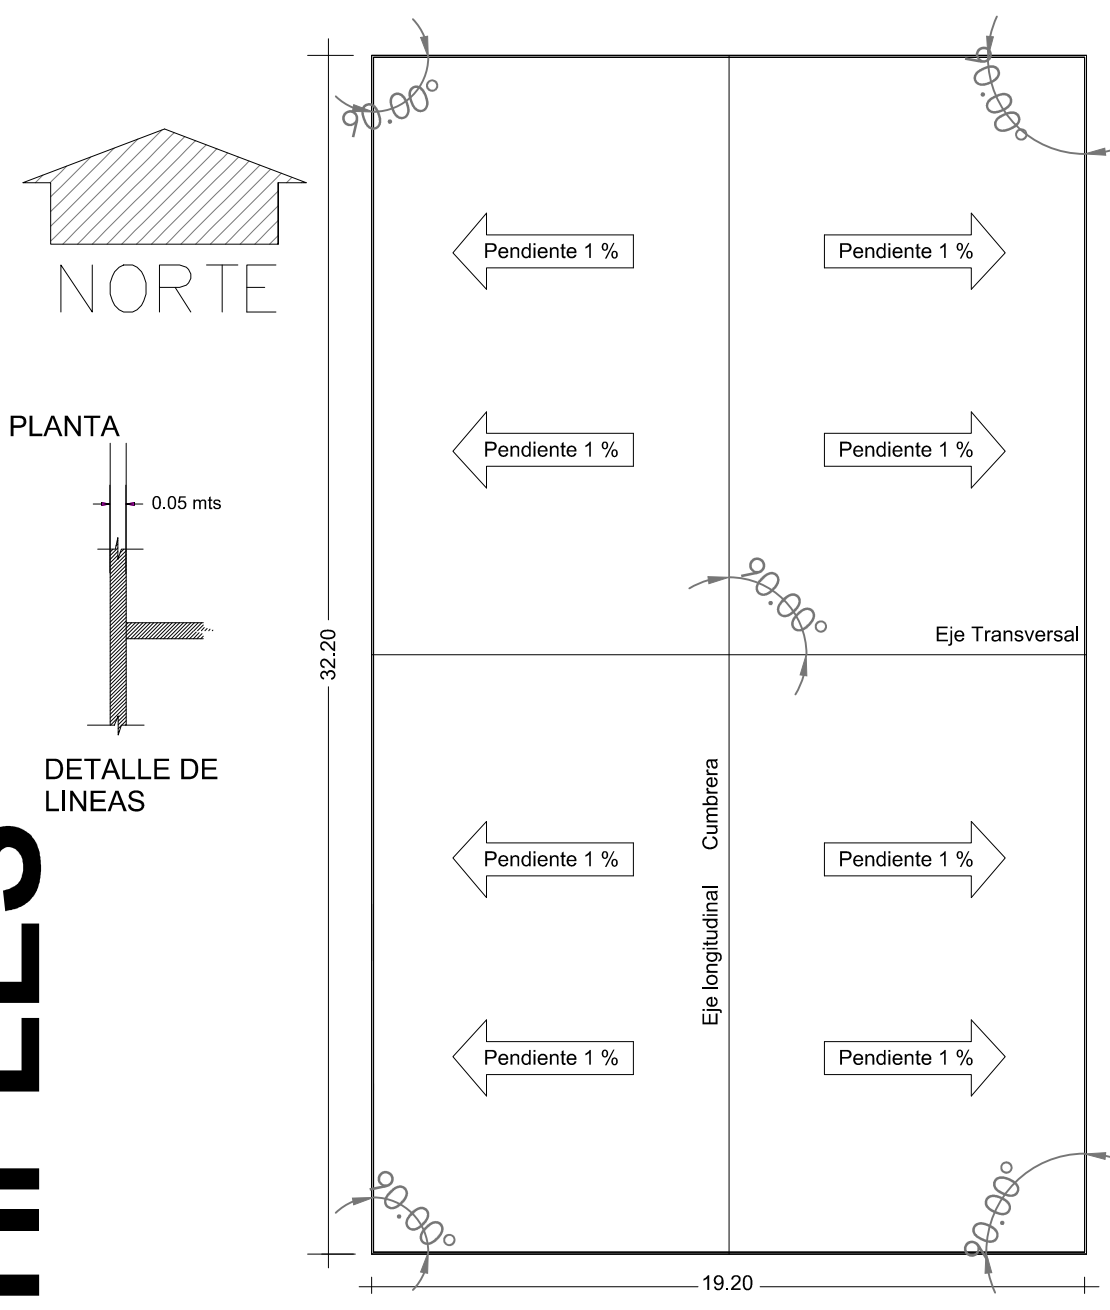 90.00°
90.00°
NORTE
Pendiente 1 %
Pendiente 1 %
PLANTA
Pendiente 1 %
Pendiente 1 %
0.05 mts
90.00°
Eje Transversal
32.20
DETALLE DE
LINEAS
Eje longitudinal Cumbrera
Pendiente 1 %
Pendiente 1 %
Pendiente 1 %
Pendiente 1 %
90.00°
90.00°
19.20